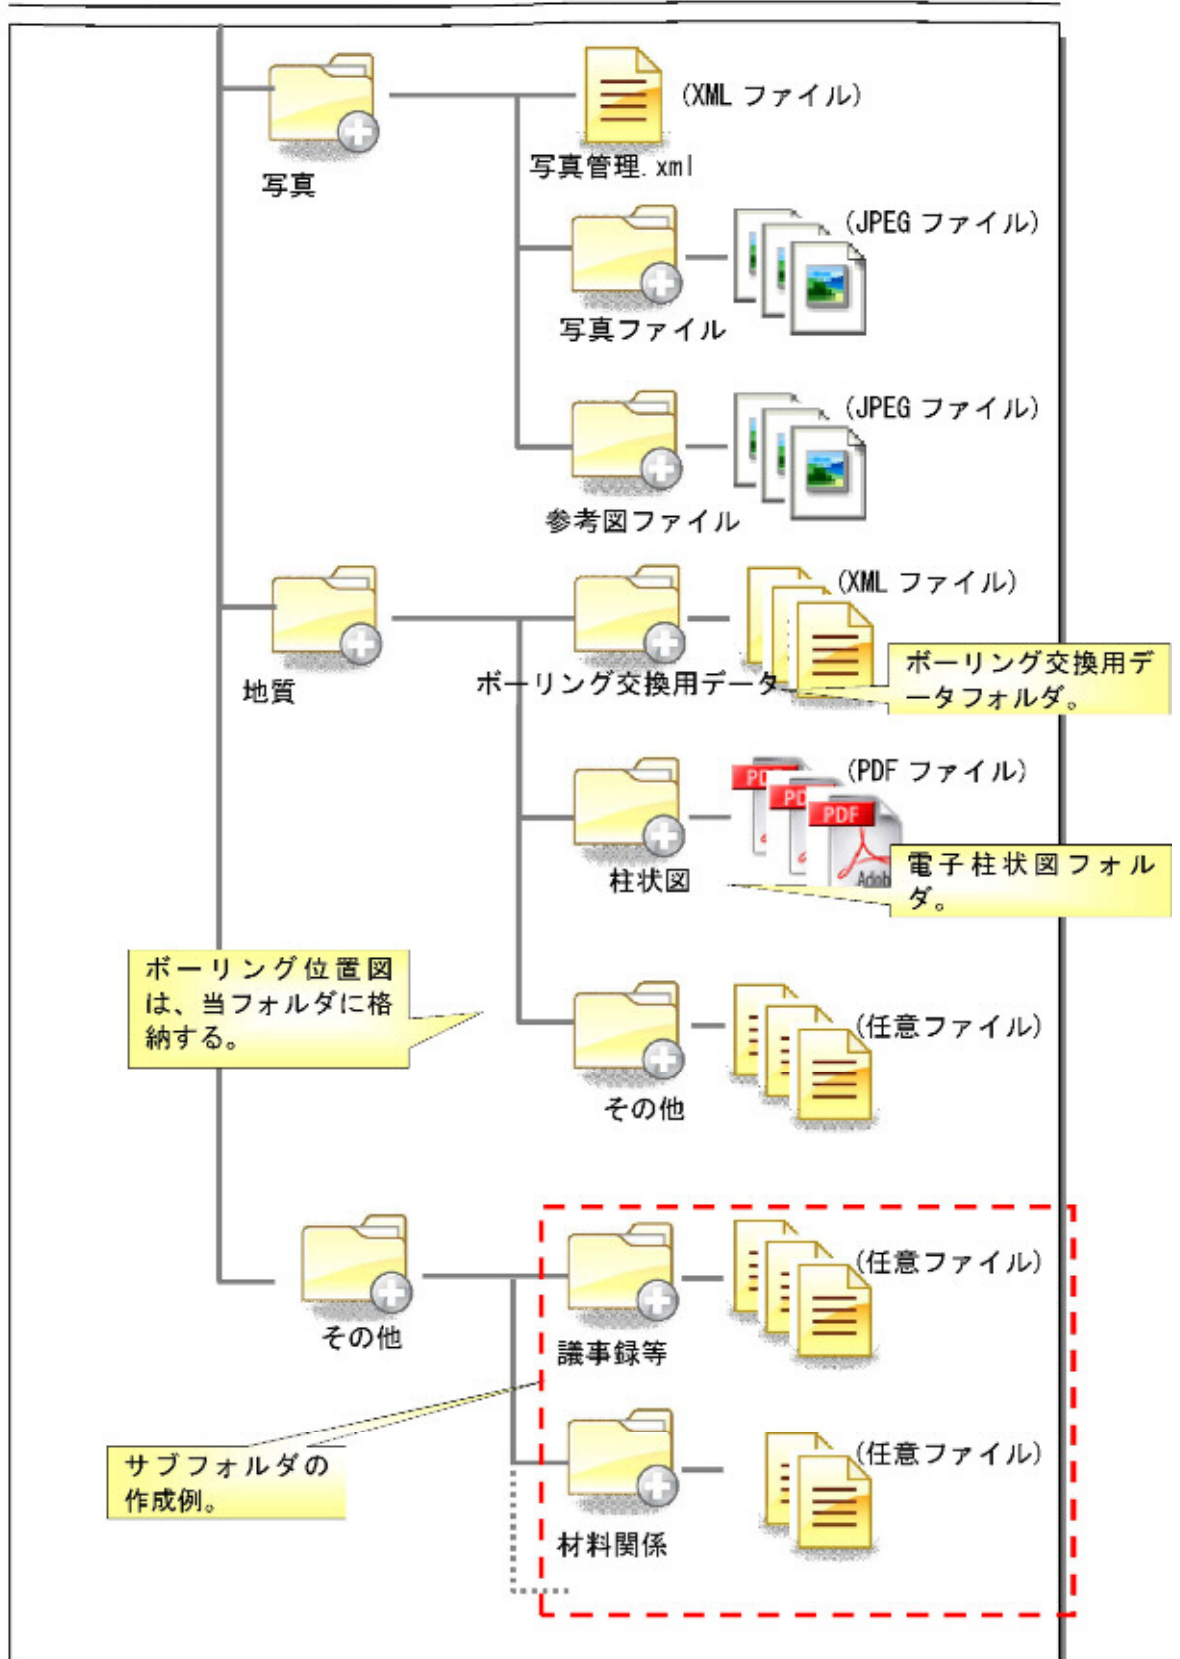 (XML ファイル)
写真管理.xml
写真
(JPEG ファイル)
写真ファイル
(JPEG ファイル)
参考図ファイル
(XML ファイル)
地質
ボーリング交換用データ
ボーリング交換用デ
ータフォルダ。
PDF
PDF
PDF
Adob
(PDF ファイル)
柱状図
電子柱状図フォル
ダ。
ボーリング位置図
は、当フォルダに格
納する。
(任意ファイル)
その他
(任意ファイル)
その他
議事録等
サブフォルダの
作成例。
(任意ファイル)
材料関係